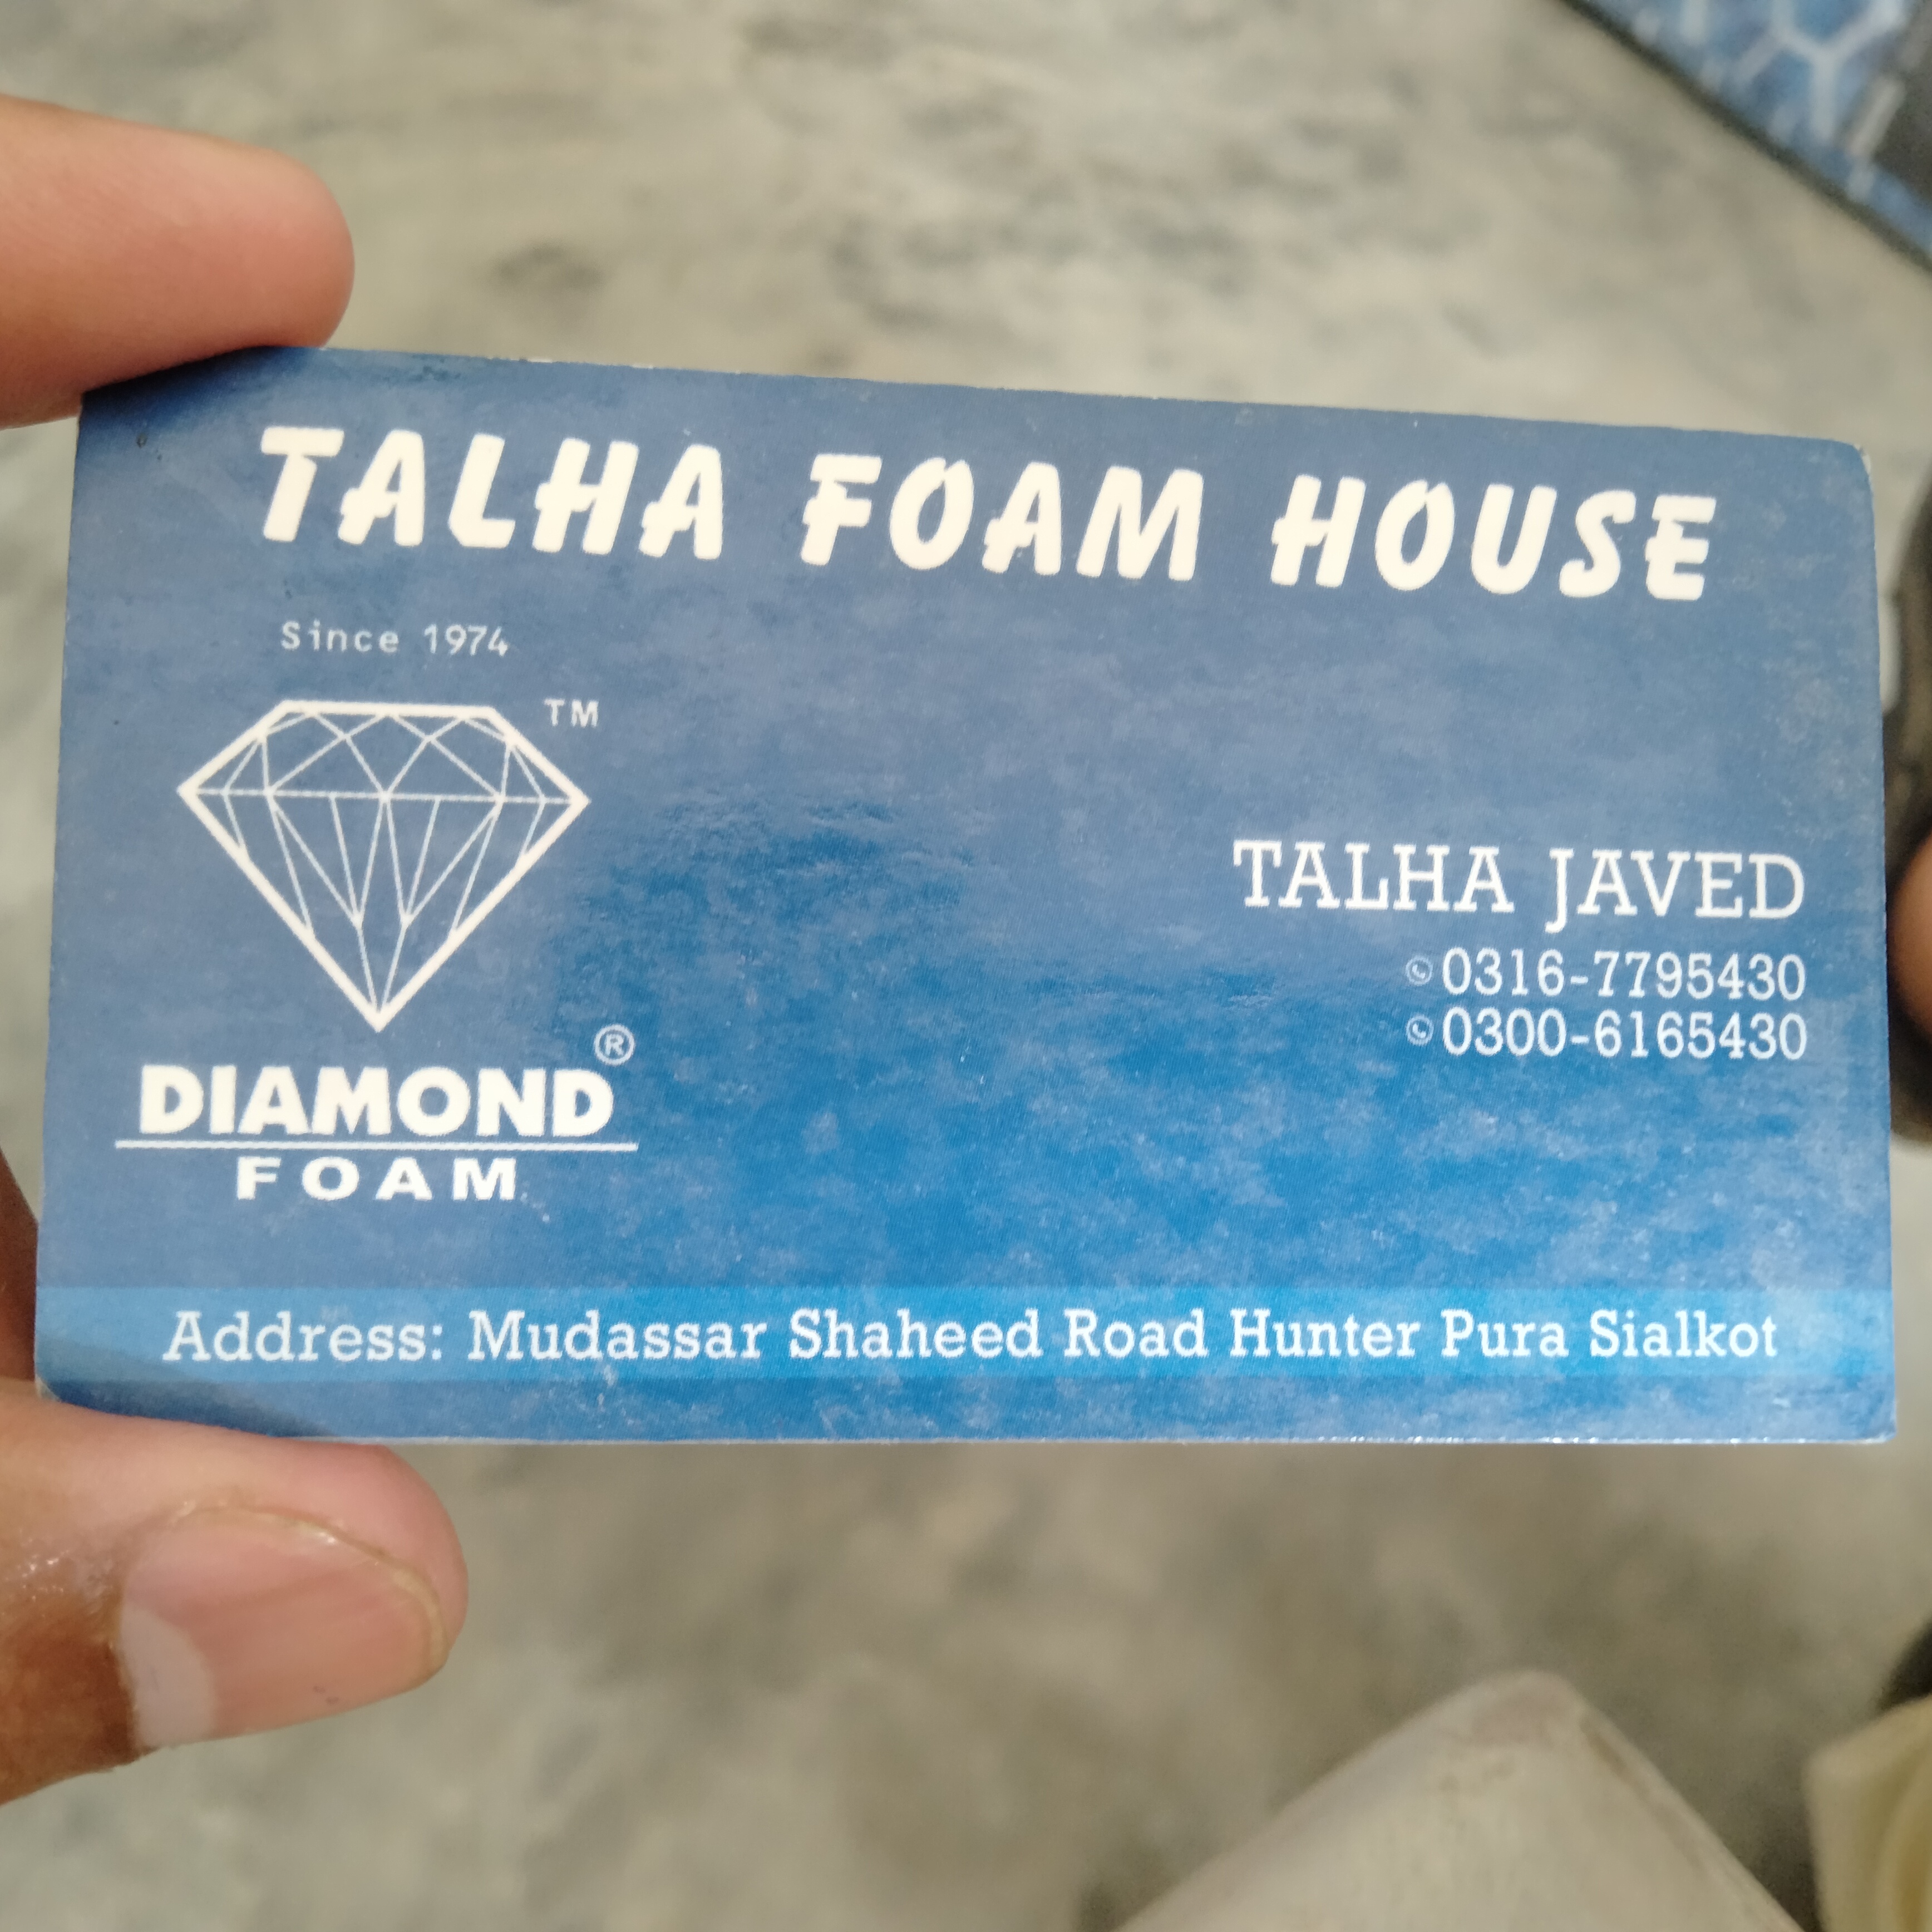 TALHA FOAM HOUSE
Since 1974
TM
DIAMOND®
FOAM
TALHA JAVED
0316-7795430
0300-6165430
Address: Mudassar Shaheed Road Hunter Pura Sialkot